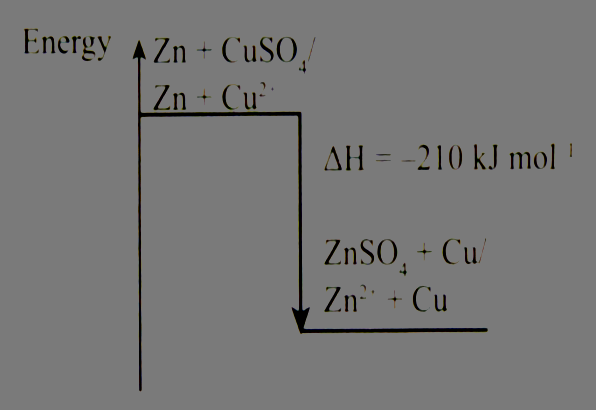 Energy
Zn + CuSO₄/
Zn + Cu²⁺
ΔH = –210 kJ mol⁻¹
ZnSO₄ + Cu/
Zn²⁺ + Cu